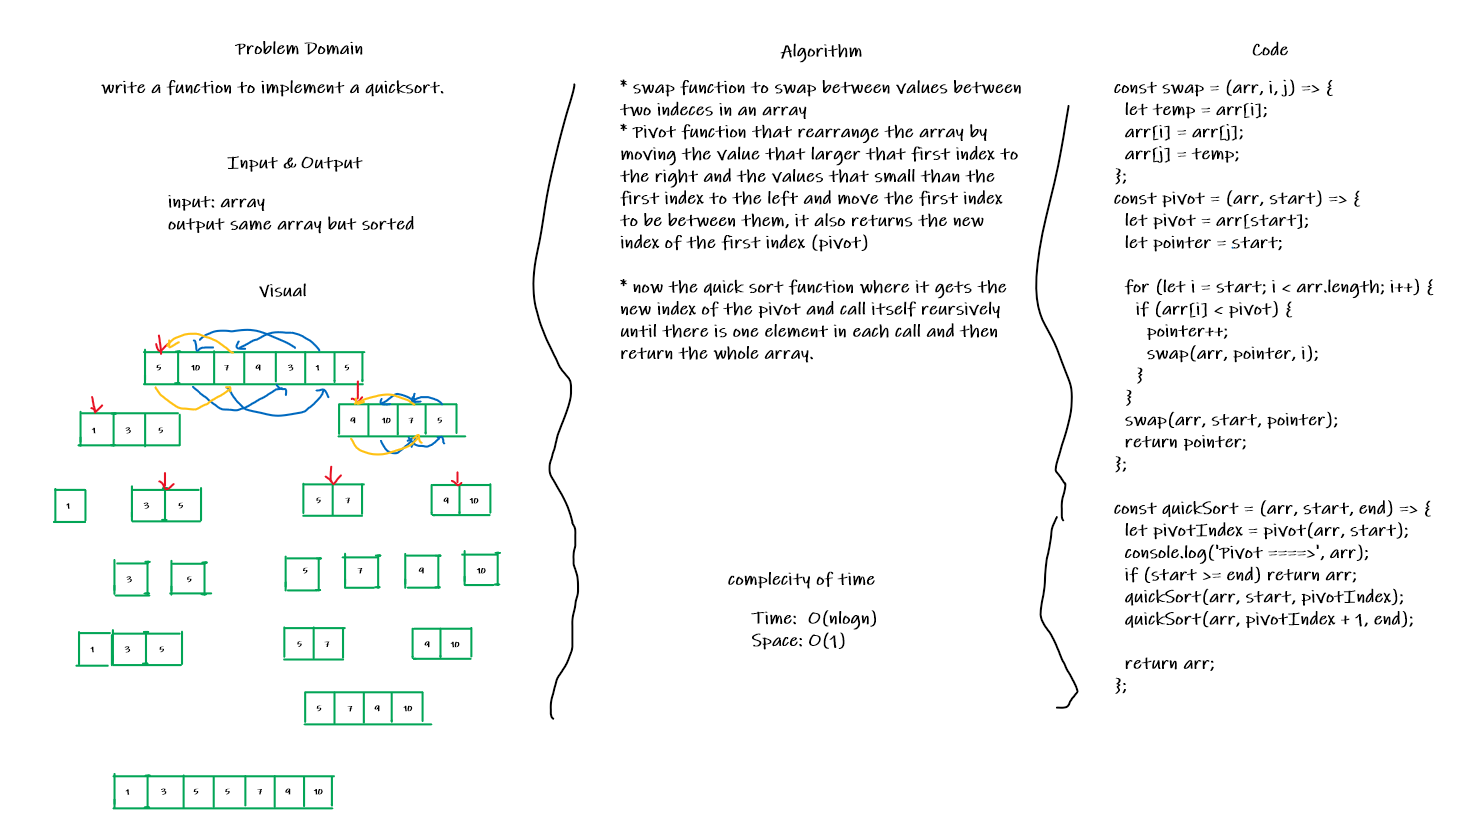 Problem Domain
write a function to implement a quicksort.
Input & Output
input: array
output same array but sorted
Visual
5 10 7 9 3 1 5
1 3 5
9 10 7 5
1
3 5
5 7
9 10
3 5
5 7 9 10
1 3 5
5 7
9 10
5 7 9 10
1 3 5 5 7 9 10
Algorithm
* swap function to swap between values between
two indeces in an array
* Pivot function that rearrange the array by
moving the value that larger that first index to
the right and the values that small than the
first index to the left and move the first index
to be between them, it also returns the new
index of the first index (pivot)
* now the quick sort function where it gets the
new index of the pivot and call itself reursively
until there is one element in each call and then
return the whole array.
complecity of time
Time: O(nlogn)
Space: O(1)
Code
const swap = (arr, i, j) => {
let temp = arr[i];
arr[i] = arr[j];
arr[j] = temp;
};
const pivot = (arr, start) => {
let pivot = arr[start];
let pointer = start;
for (let i = start; i < arr.length; i++) {
if (arr[i] < pivot) {
pointer++;
swap(arr, pointer, i);
}
}
swap(arr, start, pointer);
return pointer;
};
const quickSort = (arr, start, end) => {
let pivotIndex = pivot(arr, start);
console.log('Pivot ====>', arr);
if (start >= end) return arr;
quickSort(arr, start, pivotIndex);
quickSort(arr, pivotIndex + 1, end);
return arr;
};